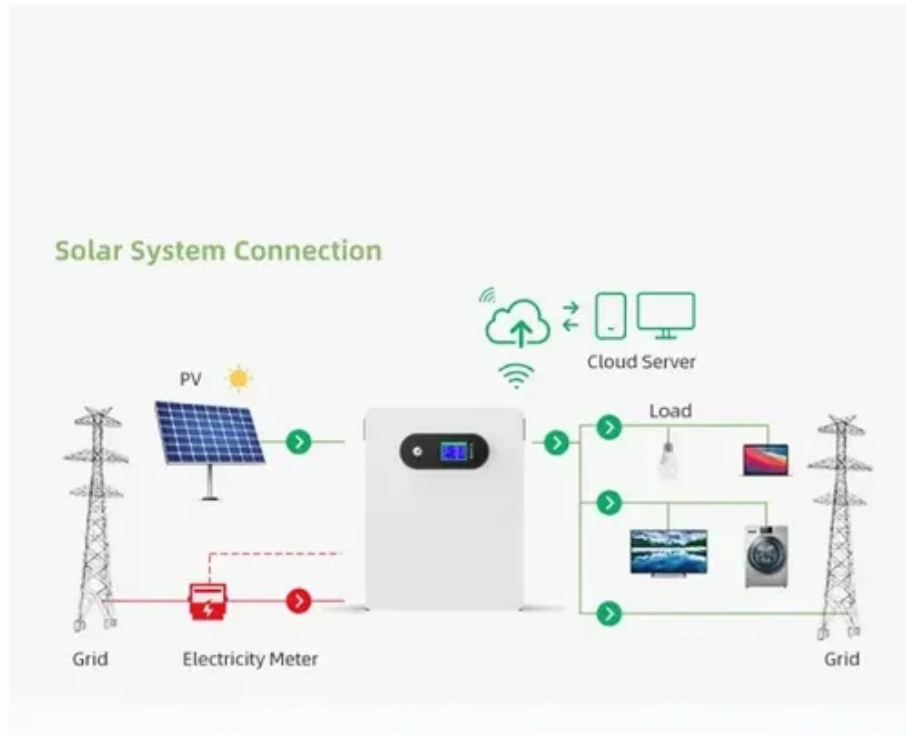 Solar System Connection
Cloud Server
PV
Load
Grid
Electricity Meter
Grid